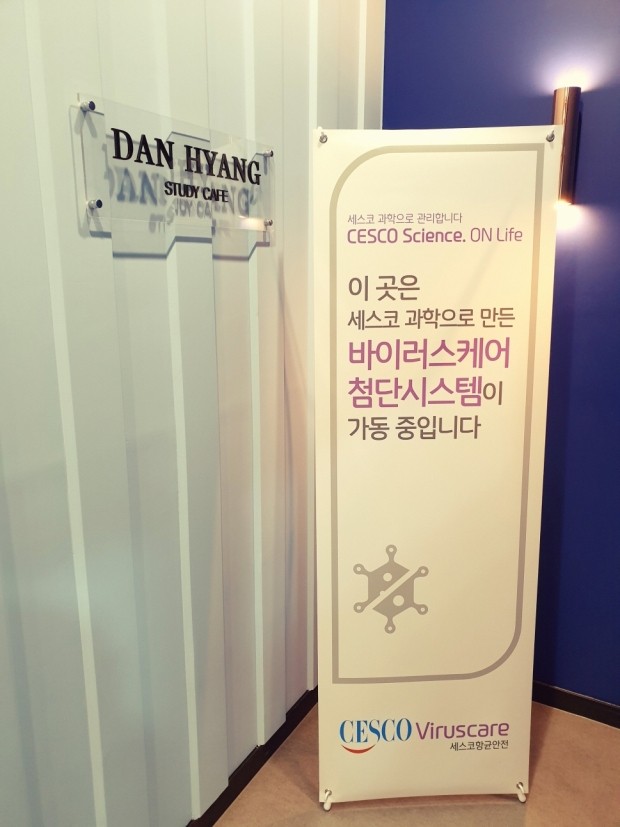 DAN HYANG
STUDY CAFE
세스코 과학으로 관리합니다
CESCO Science. ON Life
이 곳은
세스코 과학으로 만든
바이러스케어
첨단시스템이
가동 중입니다
CESCO Viruscare
세스코항균안전